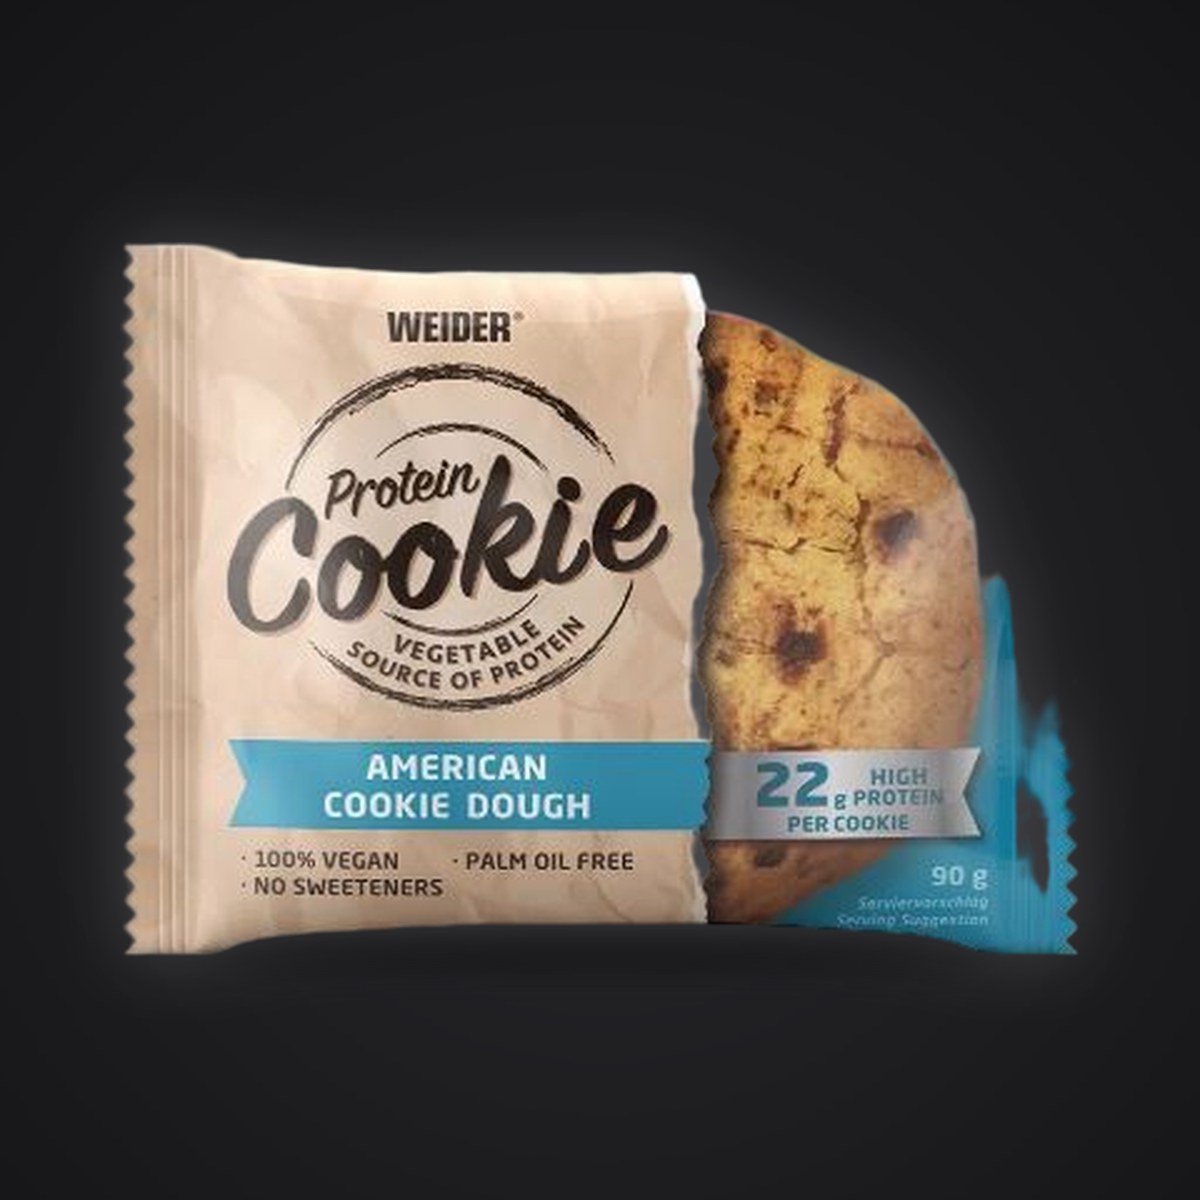 WEIDER®
Protein
Cookie
VEGETABLE
SOURCE OF PROTEIN
AMERICAN
COOKIE DOUGH
· 100% VEGAN · PALM OIL FREE
· NO SWEETENERS
22 g HIGH PROTEIN
PER COOKIE
90 g
Serviervorschlag
Serving Suggestion